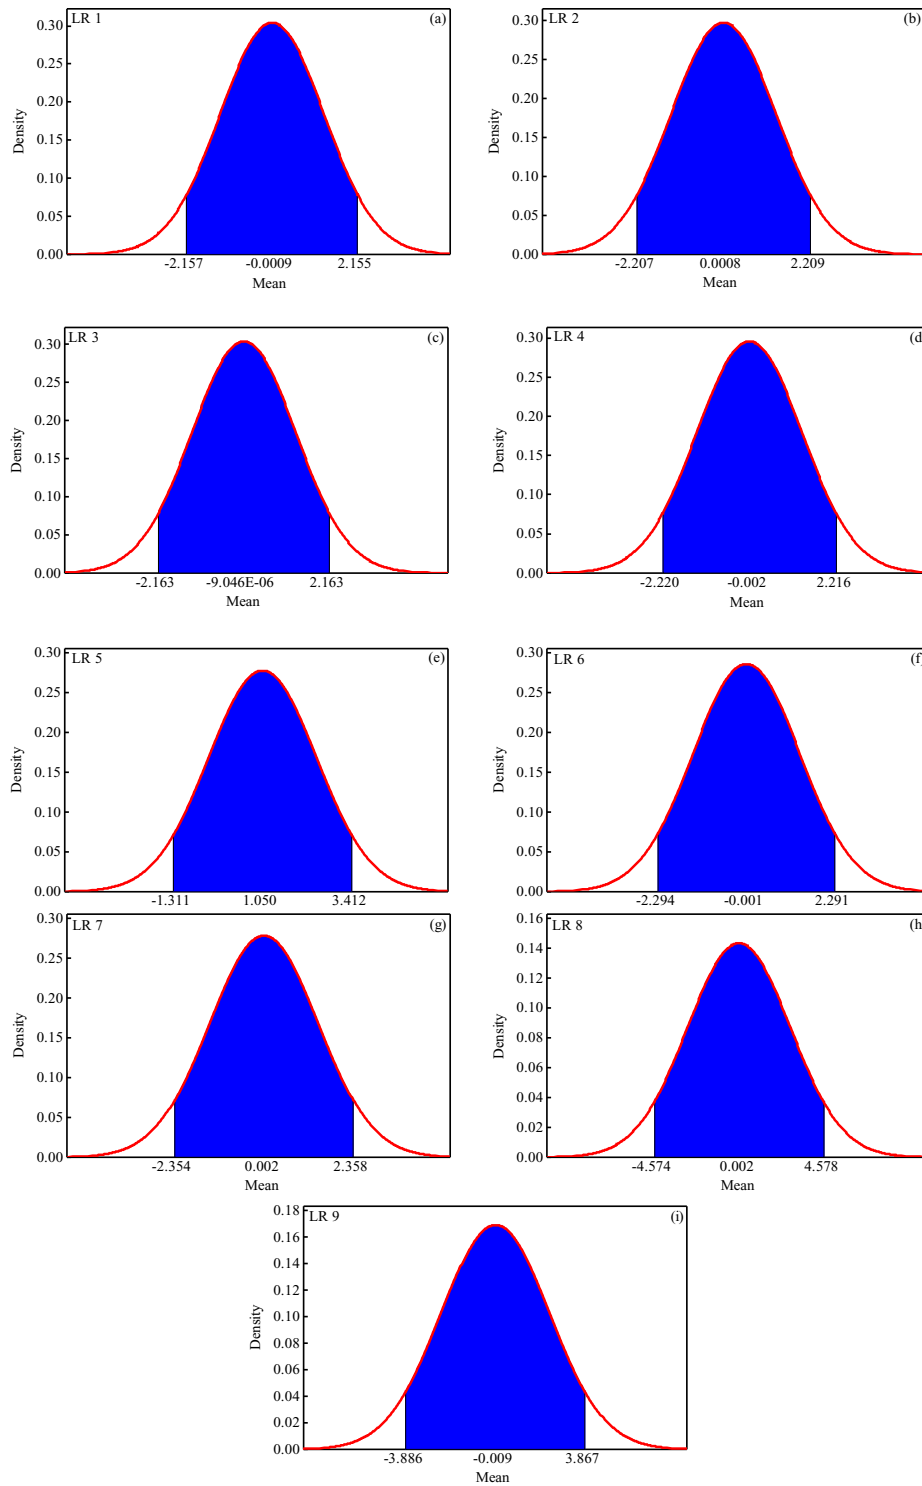 LR 1 (a)
0.30
0.25
0.20
0.15
0.10
0.05
0.00
Density
-2.157 -0.0009 2.155
Mean
LR 2 (b)
0.30
0.25
0.20
0.15
0.10
0.05
0.00
Density
-2.207 0.0008 2.209
Mean
LR 3 (c)
0.30
0.25
0.20
0.15
0.10
0.05
0.00
Density
-2.163 -9.046E-06 2.163
Mean
LR 4 (d)
0.30
0.25
0.20
0.15
0.10
0.05
0.00
Density
-2.220 -0.002 2.216
Mean
LR 5 (e)
0.30
0.25
0.20
0.15
0.10
0.05
0.00
Density
-1.311 1.050 3.412
Mean
LR 6 (f)
0.30
0.25
0.20
0.15
0.10
0.05
0.00
Density
-2.294 -0.001 2.291
Mean
LR 7 (g)
0.30
0.25
0.20
0.15
0.10
0.05
0.00
Density
-2.354 0.002 2.358
Mean
LR 8 (h)
0.16
0.14
0.12
0.10
0.08
0.06
0.04
0.02
0.00
Density
-4.574 0.002 4.578
Mean
LR 9 (i)
0.18
0.16
0.14
0.12
0.10
0.08
0.06
0.04
0.02
0.00
Density
-3.886 -0.009 3.867
Mean